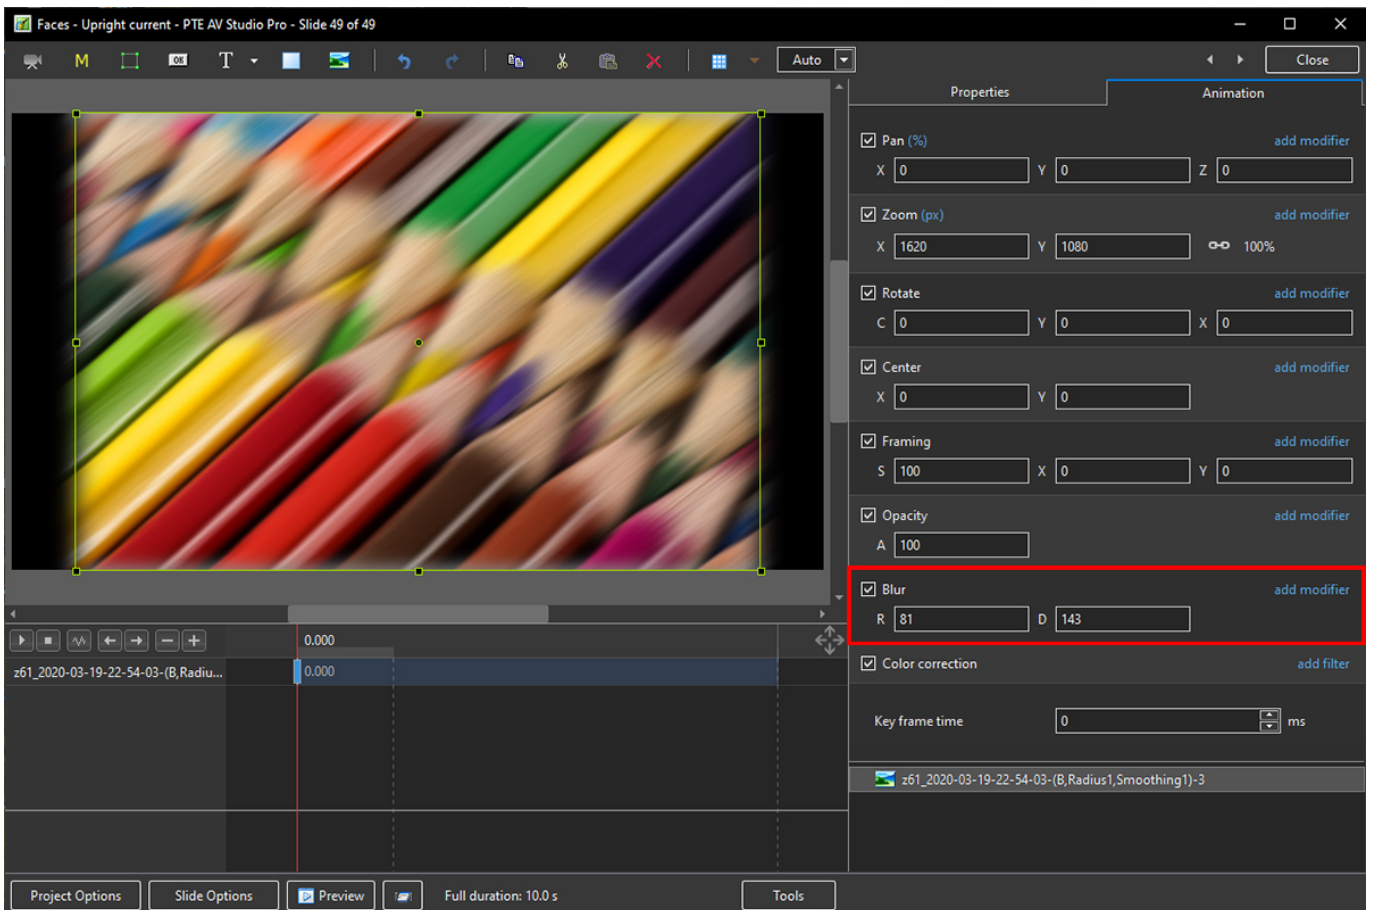 Faces - Upright current - PTE AV Studio Pro - Slide 49 of 49
M OK T Auto Close
Properties Animation
Pan (%) add modifier
X 0 Y 0 Z 0
Zoom (px) add modifier
X 1620 Y 1080 100%
Rotate add modifier
C 0 Y 0 X 0
Center add modifier
X 0 Y 0
Framing add modifier
S 100 X 0 Y 0
Opacity add modifier
A 100
Blur add modifier
R 81 D 143
0.000
z61_2020-03-19-22-54-03-(B,Radiu... 0.000
Color correction add filter
Key frame time 0 ms
z61_2020-03-19-22-54-03-(B,Radius1,Smoothing1)-3
Project Options Slide Options Preview Full duration: 10.0 s Tools